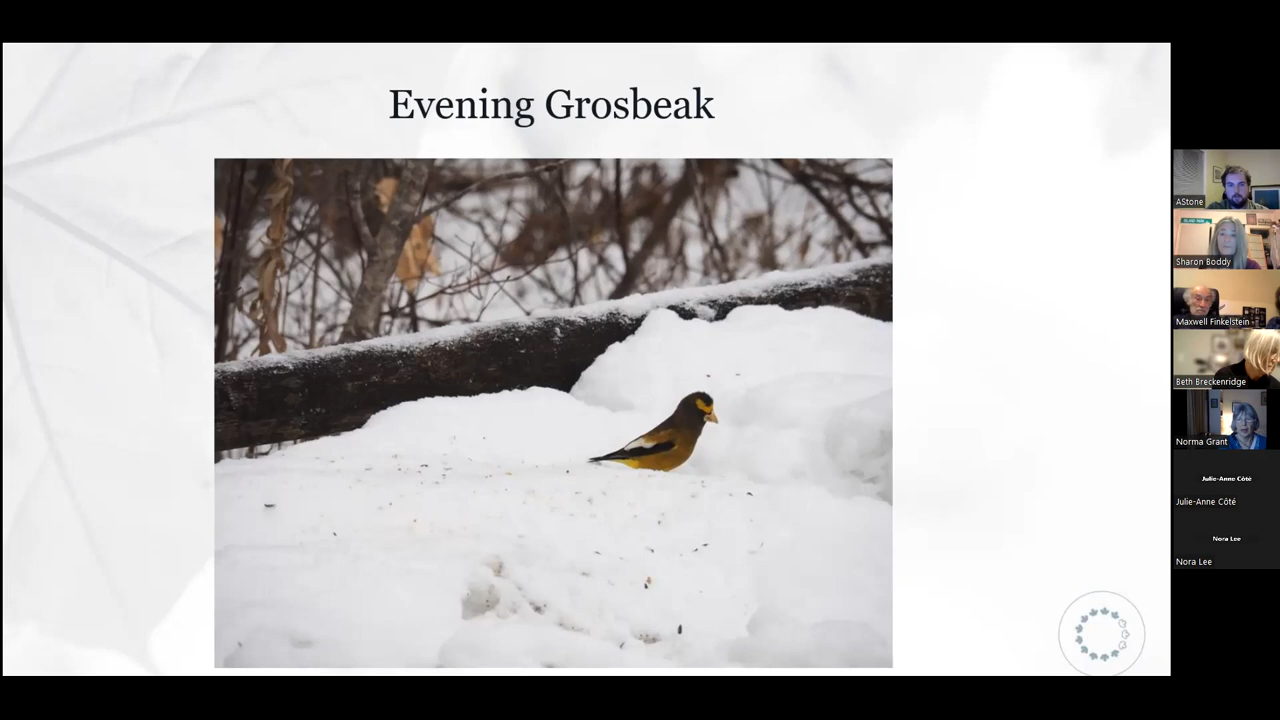 Evening Grosbeak
AStone
Sharon Boddy
Maxwell Finkelstein
Beth Breckenridge
Norma Grant
Julie-Anne Côté
Julie-Anne Côté
Nora Lee
Nora Lee